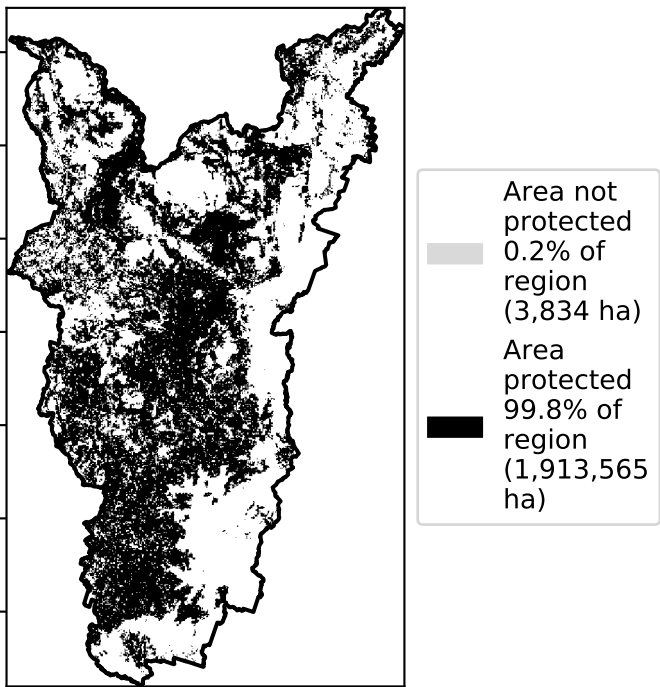 Area not
protected
0.2% of
region
(3,834 ha)
Area
protected
99.8% of
region
(1,913,565
ha)